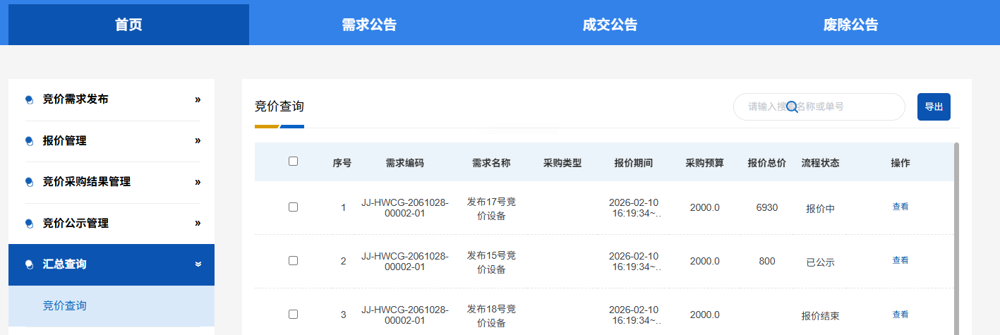 首页 需求公告 成交公告 废除公告
竞价需求发布 »
报价管理 »
竞价采购结果管理 »
竞价公示管理 »
汇总查询
竞价查询
竞价查询
请输入搜索名称或单号
导出
序号 需求编码 需求名称 采购类型 报价期间 采购预算 报价总价 流程状态 操作
1 JJ-HWCG-2061028-00002-01 发布17号竞价设备 2026-02-10 16:19:34~.. 2000.0 6930 报价中 查看
2 JJ-HWCG-2061028-00002-01 发布15号竞价设备 2026-02-10 16:19:34~.. 2000.0 800 已公示 查看
3 JJ-HWCG-2061028-00002-01 发布18号竞价设备 2026-02-10 16:19:34~.. 2000.0 报价结束 查看